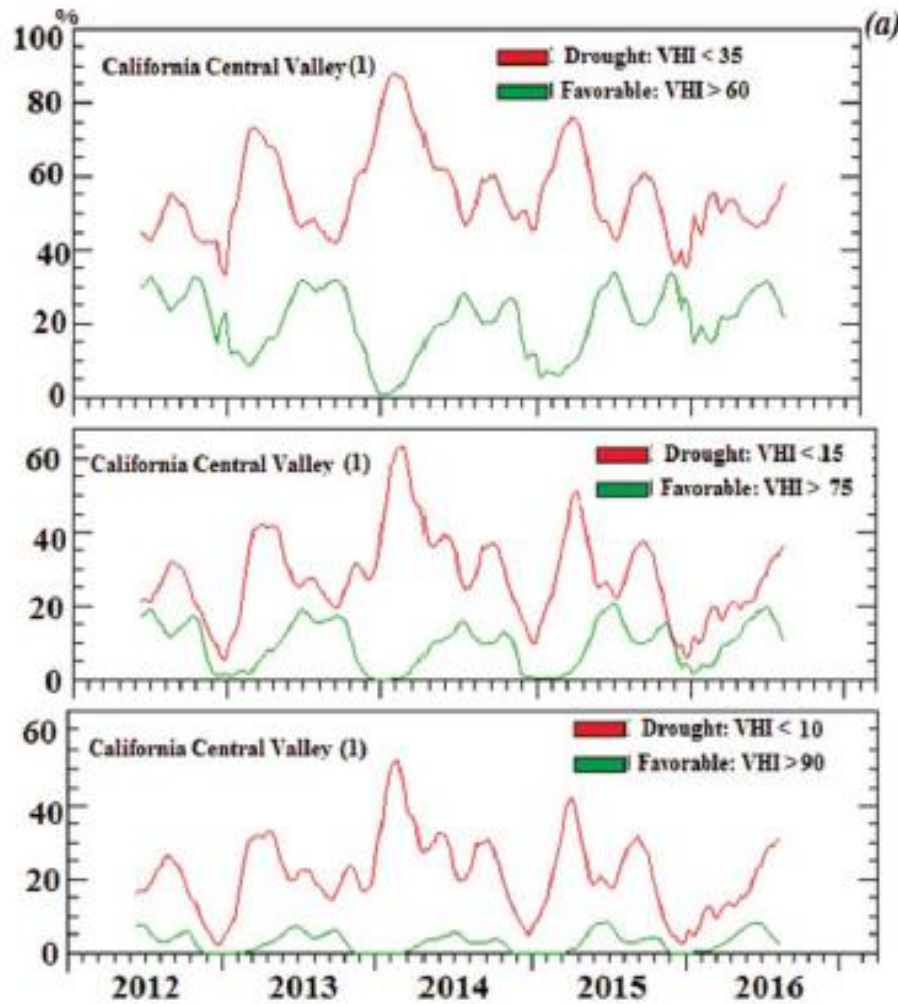 %
(a)
100%
California Central Valley (1)
Drought: VHI < 35
Favorable: VHI > 60
80
60
40
20
0
60
California Central Valley (1)
Drought: VHI < 15
Favorable: VHI > 75
40
20
0
60
California Central Valley (1)
Drought: VHI < 10
Favorable: VHI > 90
40
20
0
2012 2013 2014 2015 2016